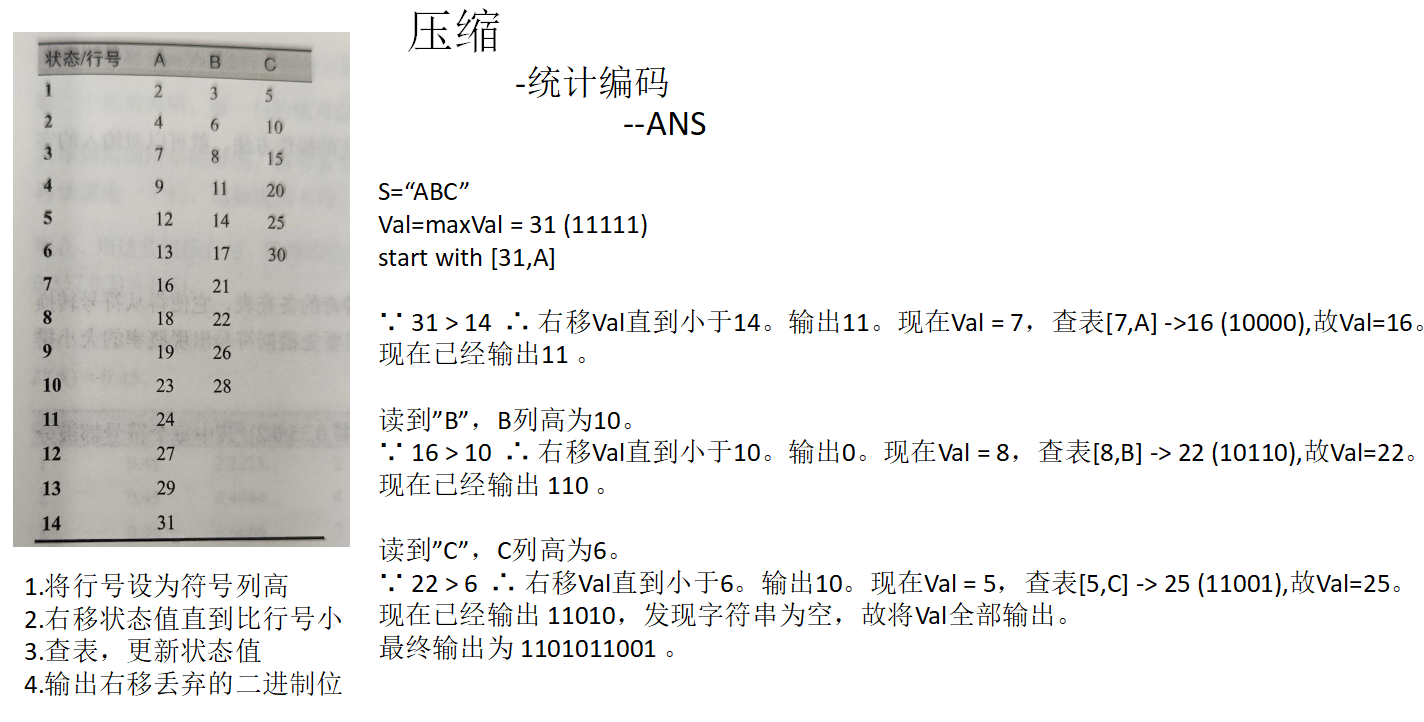 压缩
-统计编码
--ANS
状态/行号 A B C
1 2 3 5
2 4 6 10
3 7 8 15
4 9 11 20
5 12 14 25
6 13 17 30
7 16 21
8 18 22
9 19 26
10 23 28
11 24
12 27
13 29
14 31
1.将行号设为符号列高
2.右移状态值直到比行号小
3.查表，更新状态值
4.输出右移丢弃的二进制位
S=“ABC”
Val=maxVal = 31 (11111)
start with [31,A]
∵ 31 > 14 ∴ 右移Val直到小于14。输出11。现在Val = 7，查表[7,A] ->16 (10000),故Val=16。
现在已经输出11 。
读到”B”，B列高为10。
∵ 16 > 10 ∴ 右移Val直到小于10。输出0。现在Val = 8，查表[8,B] -> 22 (10110),故Val=22。
现在已经输出 110 。
读到”C”，C列高为6。
∵ 22 > 6 ∴ 右移Val直到小于6。输出10。现在Val = 5，查表[5,C] -> 25 (11001),故Val=25。
现在已经输出 11010，发现字符串为空，故将Val全部输出。
最终输出为 1101011001 。